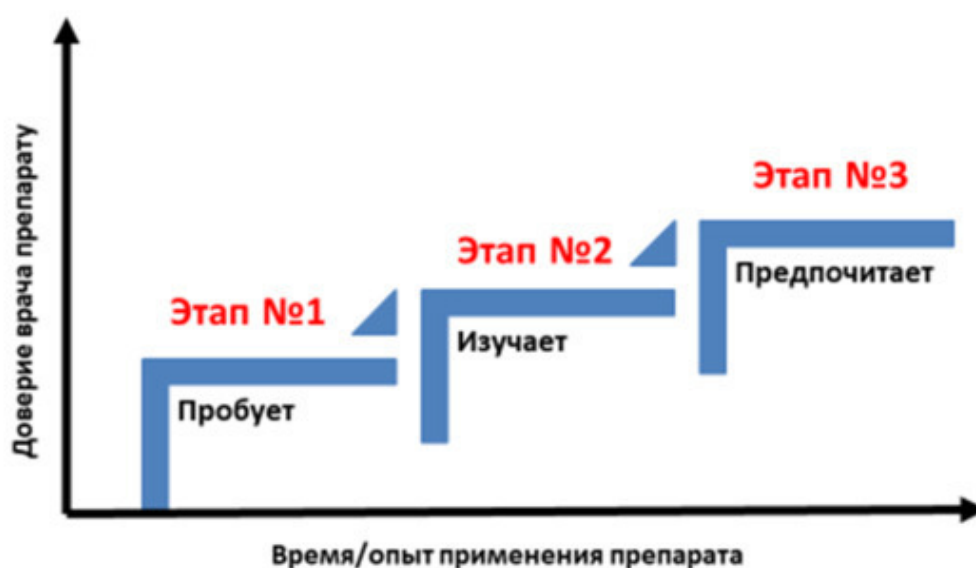 Доверие врача препарату
Этап №1
Пробует
Этап №2
Изучает
Этап №3
Предпочитает
Время/опыт применения препарата